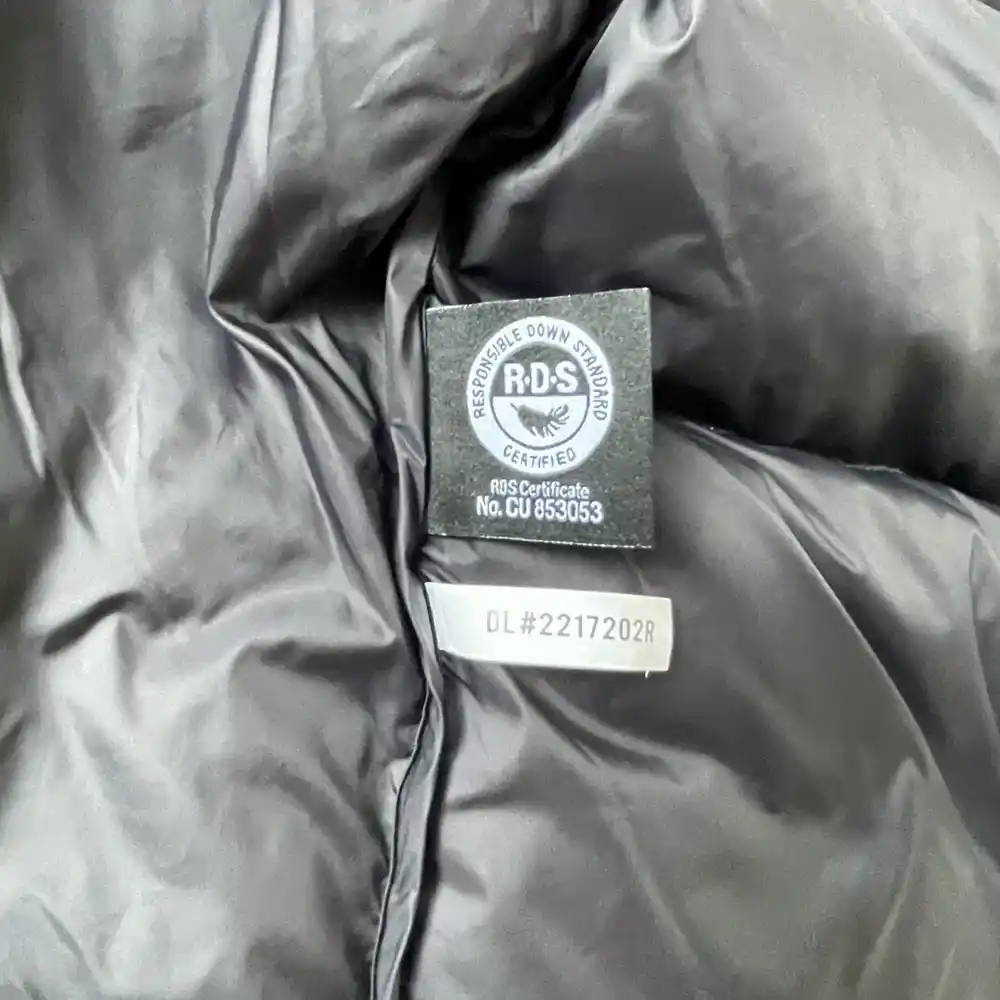 RESPONSIBLE DOWN STANDARD
R·D·S
CERTIFIED
RDS Certificate
No. CU 853053
DL#2217202R